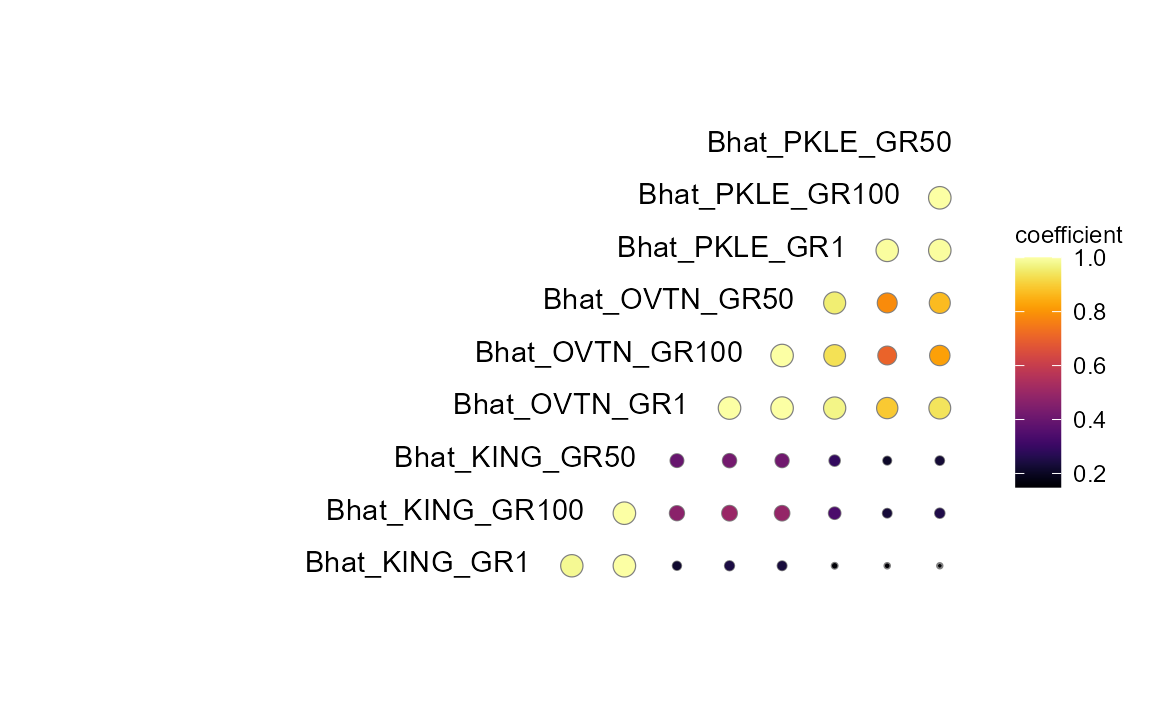 Bhat_PKLE_GR50
Bhat_PKLE_GR100
Bhat_PKLE_GR1
Bhat_OVTN_GR50
Bhat_OVTN_GR100
Bhat_OVTN_GR1
Bhat_KING_GR50
Bhat_KING_GR100
Bhat_KING_GR1
coefficient
1.0
0.8
0.6
0.4
0.2